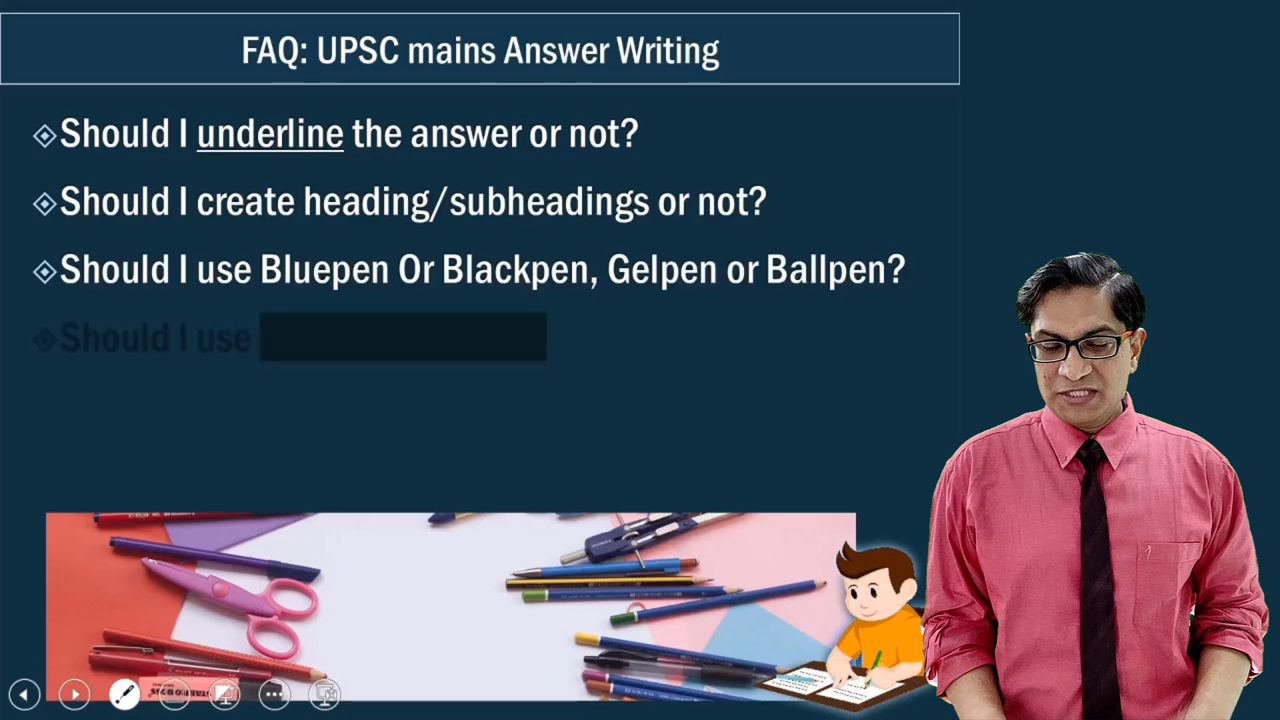 FAQ: UPSC mains Answer Writing
Should I underline the answer or not?
Should I create heading/subheadings or not?
Should I use Bluepen Or Blackpen, Gelpen or Ballpen?
Should I use